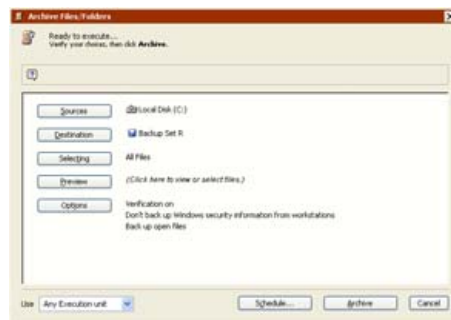 Archive Files/Folders
Ready to execute...
Verify your choices, then click Archive.
Sources
Local Disk (C:)
Destination
Backup Set R
Selecting
All Files
Preview
(Click here to view or select files.)
Options
Verification on
Don't back up Windows security information from workstations
Back up open files
Use Any Execution unit
Schedule...
Archive
Cancel